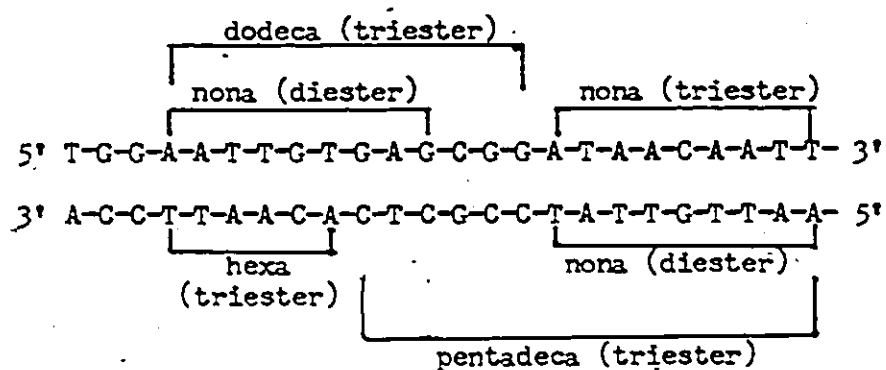 dodeca (triester)
nona (diester) nona (triester)
5' T-G-G-A-A-T-T-G-T-G-A-G-C-G-G-A-T-A-A-C-A-A-T-T- 3'
3' A-C-C-T-T-A-A-C-A-C-T-C-G-C-C-T-A-T-T-G-T-T-A-A- 5'
hexa nona (diester)
(triester)
pentadeca (triester)